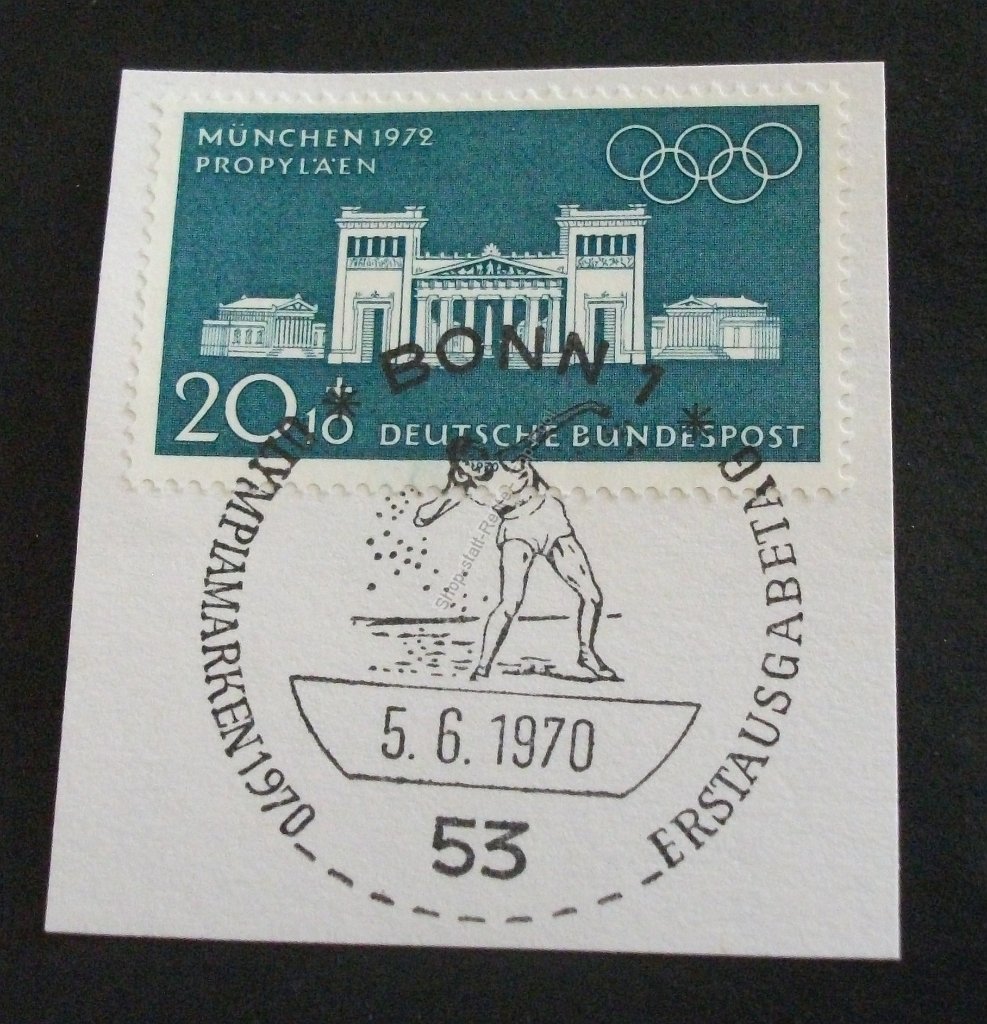 MÜNCHEN 1972
PROPYLÄEN
20+10
DEUTSCHE BUNDESPOST
* BONN 1 *
OLYMPIAMARKEN 1970
ERSTAUSGABETAG
5. 6. 1970
53